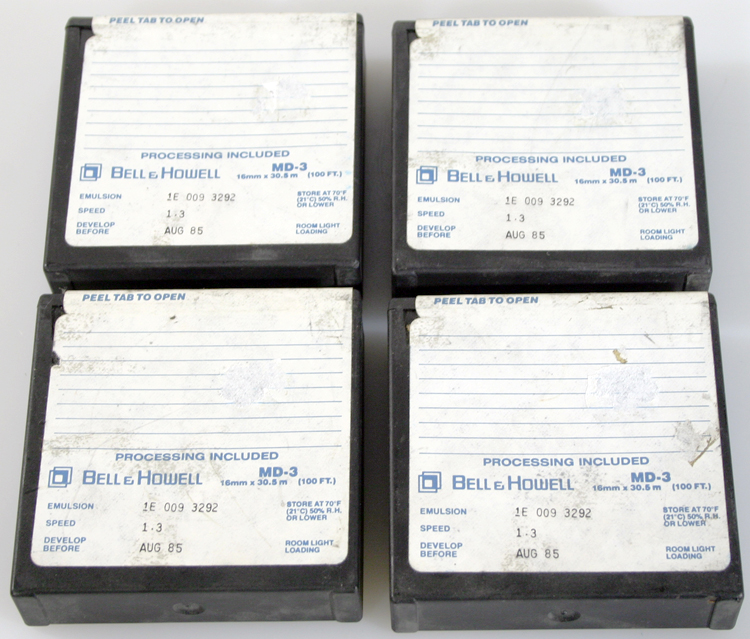 PEEL TAB TO OPEN
PROCESSING INCLUDED
BELL & HOWELL MD-3
16mm x 30.5 m (100 FT.)
EMULSION 1E 009 3292 STORE AT 70°F
(21°C) 50% R.H.
OR LOWER
SPEED 1.3
DEVELOP
BEFORE AUG 85 ROOM LIGHT
LOADING
PEEL TAB TO OPEN
PROCESSING INCLUDED
BELL & HOWELL MD-3
16mm x 30.5 m (100 FT.)
EMULSION 1E 009 3292 STORE AT 70°F
(21°C) 50% R.H.
OR LOWER
SPEED 1.3
DEVELOP
BEFORE AUG 85 ROOM LIGHT
LOADING
PEEL TAB TO OPEN
PROCESSING INCLUDED
BELL & HOWELL MD-3
16mm x 30.5 m (100 FT.)
EMULSION 1E 009 3292 STORE AT 70°F
(21°C) 50% R.H.
OR LOWER
SPEED 1.3
DEVELOP
BEFORE AUG 85 ROOM LIGHT
LOADING
PEEL TAB TO OPEN
PROCESSING INCLUDED
BELL & HOWELL MD-3
16mm x 30.5 m (100 FT.)
EMULSION 1E 009 3292 STORE AT 70°F
(21°C) 50% R.H.
OR LOWER
SPEED 1.3
DEVELOP
BEFORE AUG 85 ROOM LIGHT
LOADING